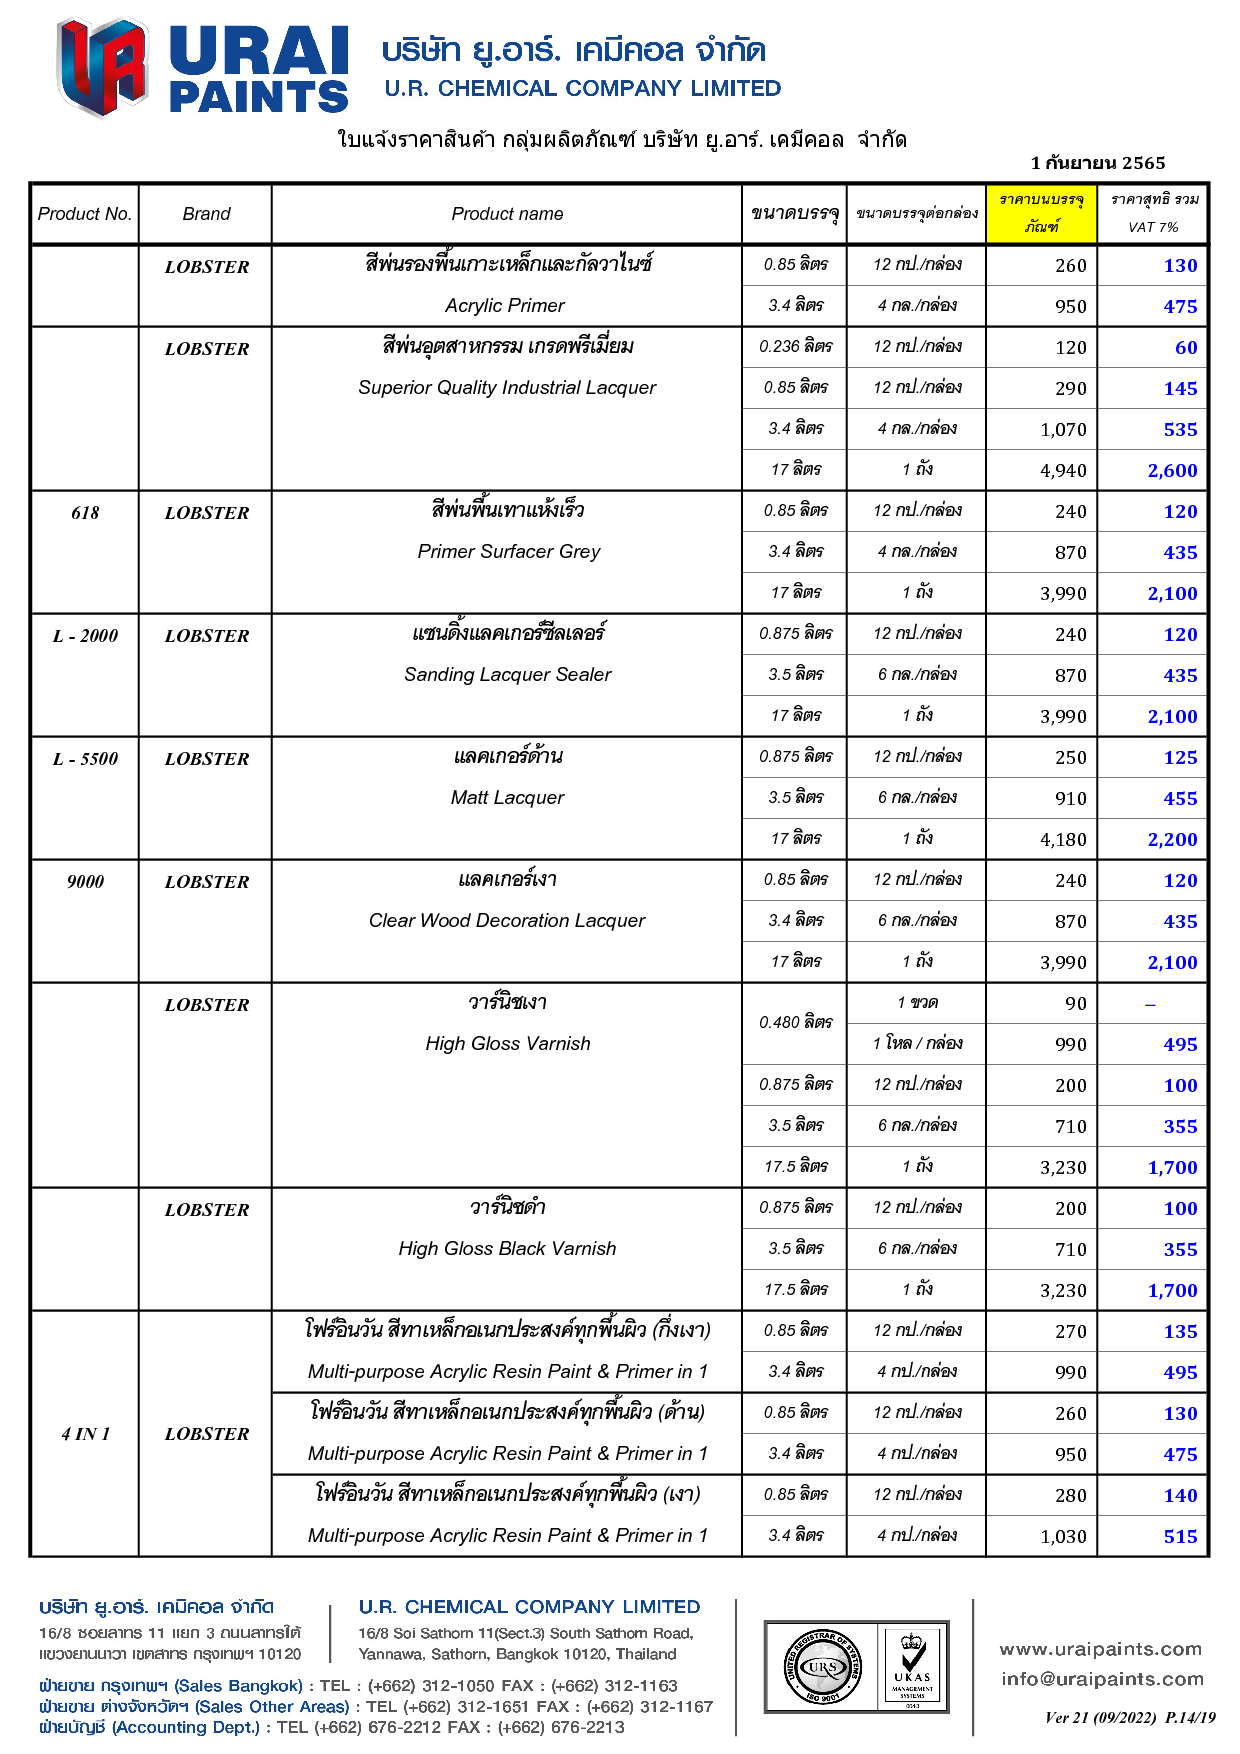 URAI
PAINTS
บริษัท ยู.อาร์. เคมีคอล จำกัด
U.R. CHEMICAL COMPANY LIMITED
ใบแจ้งราคาสินค้า กลุ่มผลิตภัณฑ์ บริษัท ยู.อาร์. เคมีคอล จำกัด
1 กันยายน 2565
Product No. Brand Product name ขนาดบรรจุ ขนาดบรรจุต่อกล่อง ราคาบนบรรจุภัณฑ์ ราคาสุทธิ รวม VAT 7%
LOBSTER สีพ่นรองพื้นเกาะเหล็กและกัลวาไนซ์ 0.85 ลิตร 12 กป./กล่อง 260 130
Acrylic Primer 3.4 ลิตร 4 กล./กล่อง 950 475
LOBSTER สีพ่นอุตสาหกรรม เกรดพรีเมี่ยม 0.236 ลิตร 12 กป./กล่อง 120 60
Superior Quality Industrial Lacquer 0.85 ลิตร 12 กป./กล่อง 290 145
3.4 ลิตร 4 กล./กล่อง 1,070 535
17 ลิตร 1 ถัง 4,940 2,600
618 LOBSTER สีพ่นพื้นเทาแห้งเร็ว 0.85 ลิตร 12 กป./กล่อง 240 120
Primer Surfacer Grey 3.4 ลิตร 4 กล./กล่อง 870 435
17 ลิตร 1 ถัง 3,990 2,100
L - 2000 LOBSTER แซนดิ้งแลคเกอร์ซีลเลอร์ 0.875 ลิตร 12 กป./กล่อง 240 120
Sanding Lacquer Sealer 3.5 ลิตร 6 กล./กล่อง 870 435
17 ลิตร 1 ถัง 3,990 2,100
L - 5500 LOBSTER แลคเกอร์ด้าน 0.875 ลิตร 12 กป./กล่อง 250 125
Matt Lacquer 3.5 ลิตร 6 กล./กล่อง 910 455
17 ลิตร 1 ถัง 4,180 2,200
9000 LOBSTER แลคเกอร์เงา 0.85 ลิตร 12 กป./กล่อง 240 120
Clear Wood Decoration Lacquer 3.4 ลิตร 6 กล./กล่อง 870 435
17 ลิตร 1 ถัง 3,990 2,100
LOBSTER วาร์นิชเงา 0.480 ลิตร 1 ขวด 90 –
High Gloss Varnish 1 โหล / กล่อง 990 495
0.875 ลิตร 12 กป./กล่อง 200 100
3.5 ลิตร 6 กล./กล่อง 710 355
17.5 ลิตร 1 ถัง 3,230 1,700
LOBSTER วาร์นิชดำ 0.875 ลิตร 12 กป./กล่อง 200 100
High Gloss Black Varnish 3.5 ลิตร 6 กล./กล่อง 710 355
17.5 ลิตร 1 ถัง 3,230 1,700
4 IN 1 LOBSTER โฟร์อินวัน สีทาเหล็กอเนกประสงค์ทุกพื้นผิว (กึ่งเงา) 0.85 ลิตร 12 กป./กล่อง 270 135
Multi-purpose Acrylic Resin Paint & Primer in 1 3.4 ลิตร 4 กป./กล่อง 990 495
โฟร์อินวัน สีทาเหล็กอเนกประสงค์ทุกพื้นผิว (ด้าน) 0.85 ลิตร 12 กป./กล่อง 260 130
Multi-purpose Acrylic Resin Paint & Primer in 1 3.4 ลิตร 4 กป./กล่อง 950 475
โฟร์อินวัน สีทาเหล็กอเนกประสงค์ทุกพื้นผิว (เงา) 0.85 ลิตร 12 กป./กล่อง 280 140
Multi-purpose Acrylic Resin Paint & Primer in 1 3.4 ลิตร 4 กป./กล่อง 1,030 515
บริษัท ยู.อาร์. เคมีคอล จำกัด
16/8 ซอยสาทร 11 แยก 3 ถนนสาทรใต้
แขวงยานนาวา เขตสาทร กรุงเทพฯ 10120
U.R. CHEMICAL COMPANY LIMITED
16/8 Soi Sathorn 11(Sect.3) South Sathorn Road,
Yannawa, Sathorn, Bangkok 10120, Thailand
ฝ่ายขาย กรุงเทพฯ (Sales Bangkok) : TEL : (+662) 312-1050 FAX : (+662) 312-1163
ฝ่ายขาย ต่างจังหวัดฯ (Sales Other Areas) : TEL (+662) 312-1651 FAX : (+662) 312-1167
ฝ่ายบัญชี (Accounting Dept.) : TEL (+662) 676-2212 FAX : (+662) 676-2213
UNITED REGISTRAR OF SYSTEMS
URS
ISO 9001
UKAS
MANAGEMENT
SYSTEMS
0043
www.uraipaints.com
info@uraipaints.com
Ver 21 (09/2022) P.14/19